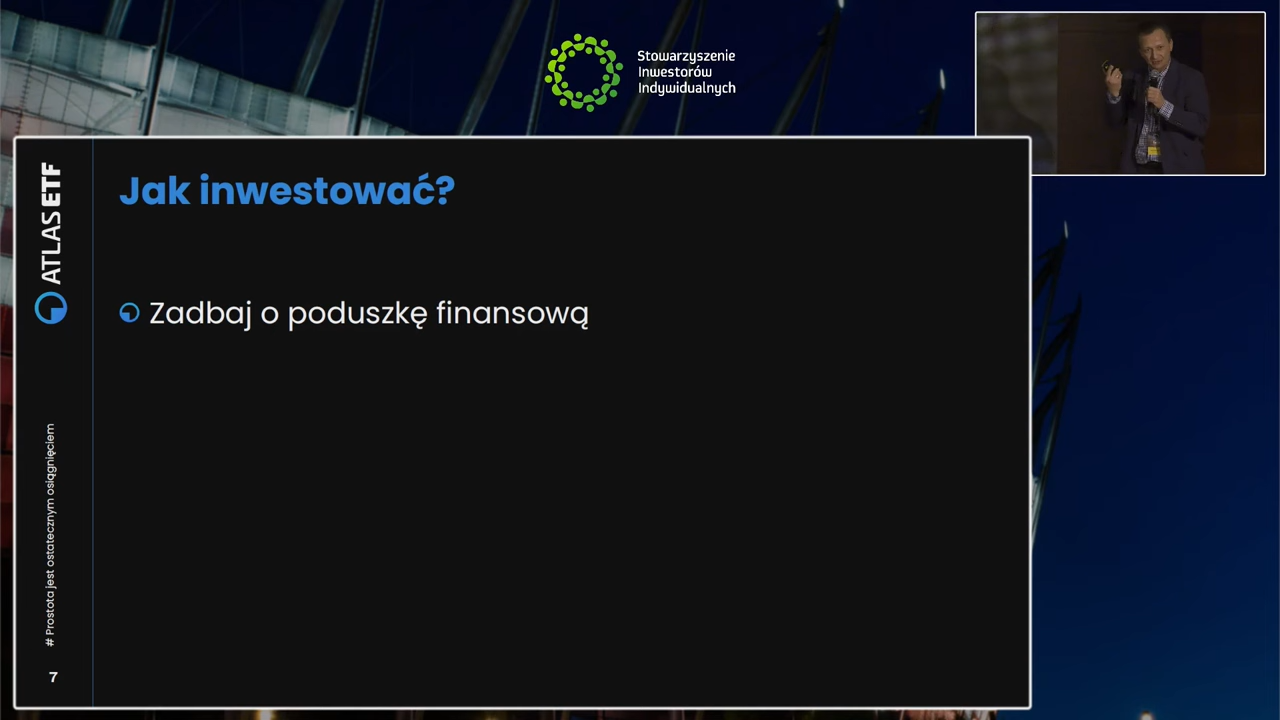 Stowarzyszenie
Inwestorów
Indywidualnych
ATLAS ETF
Jak inwestować?
Zadbaj o poduszkę finansową
# Prostota jest ostatecznym osiągnięciem
7